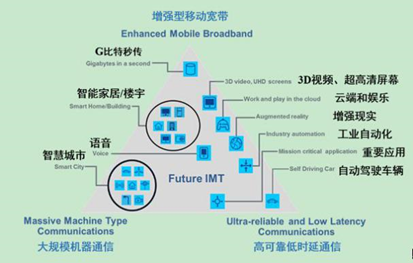 增强型移动宽带
Enhanced Mobile Broadband
G比特秒传
Gigabytes in a second
3D video, UHD screens
3D视频、超高清屏幕
智能家居/楼宇
Smart Home/Building
Work and play in the cloud
云端和娱乐
Augmented reality
增强现实
语音
Voice
Industry automation
工业自动化
智慧城市
Smart City
Mission critical application
重要应用
Future IMT
Self Driving Car
自动驾驶车辆
Massive Machine Type
Communications
大规模机器通信
Ultra-reliable and Low Latency
Communications
高可靠低时延通信